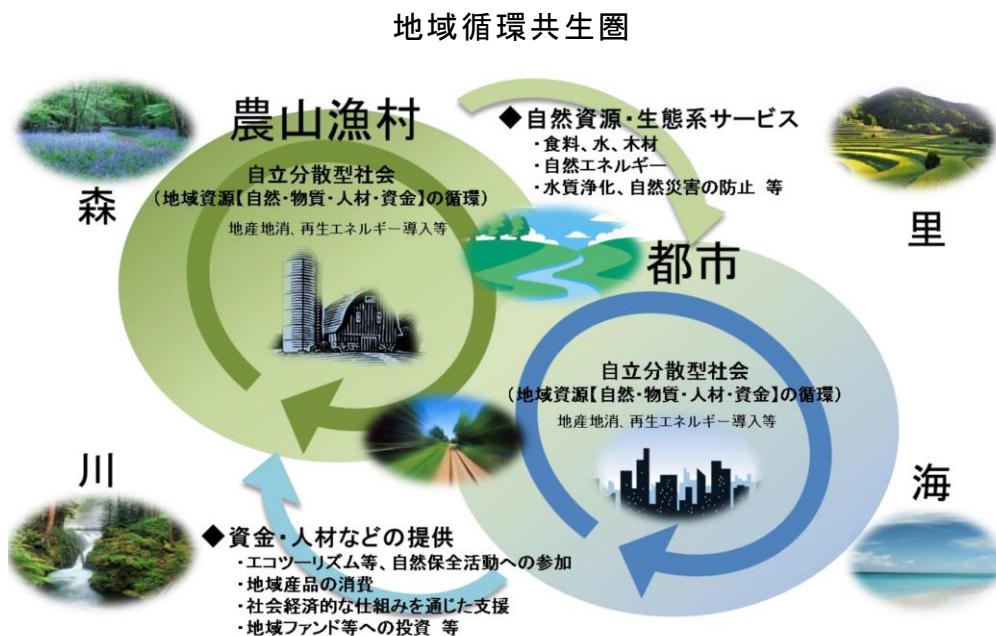 地域循環共生圏
農山漁村
◆自然資源・生態系サービス
・食料、水、木材
・自然エネルギー
・水質浄化、自然災害の防止 等
森
里
自立分散型社会
(地域資源【自然・物質・人材・資金】の循環)
地産地消、再生エネルギー導入等
都市
自立分散型社会
(地域資源【自然・物質・人材・資金】の循環)
地産地消、再生エネルギー導入等
川
海
◆資金・人材などの提供
・エコツーリズム等、自然保全活動への参加
・地域産品の消費
・社会経済的な仕組みを通じた支援
・地域ファンド等への投資 等